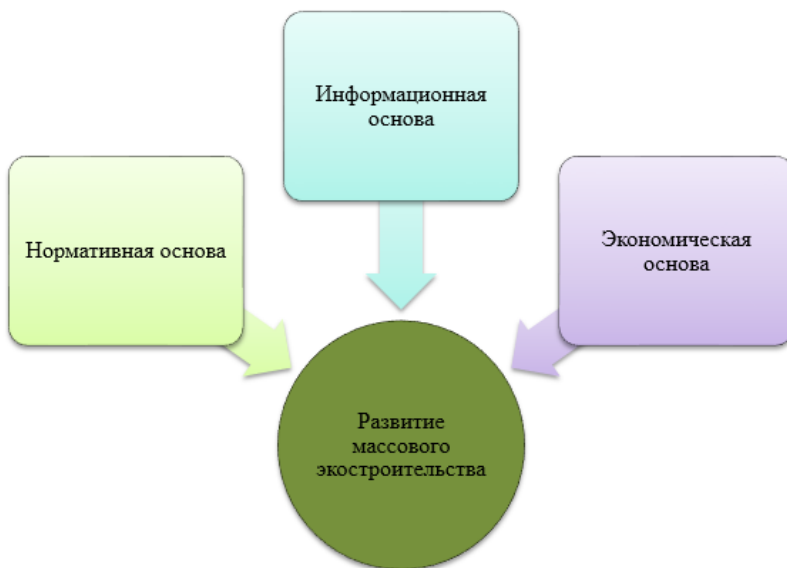 Информационная
основа
Нормативная основа
Экономическая
основа
Развитие
массового
экостроительства